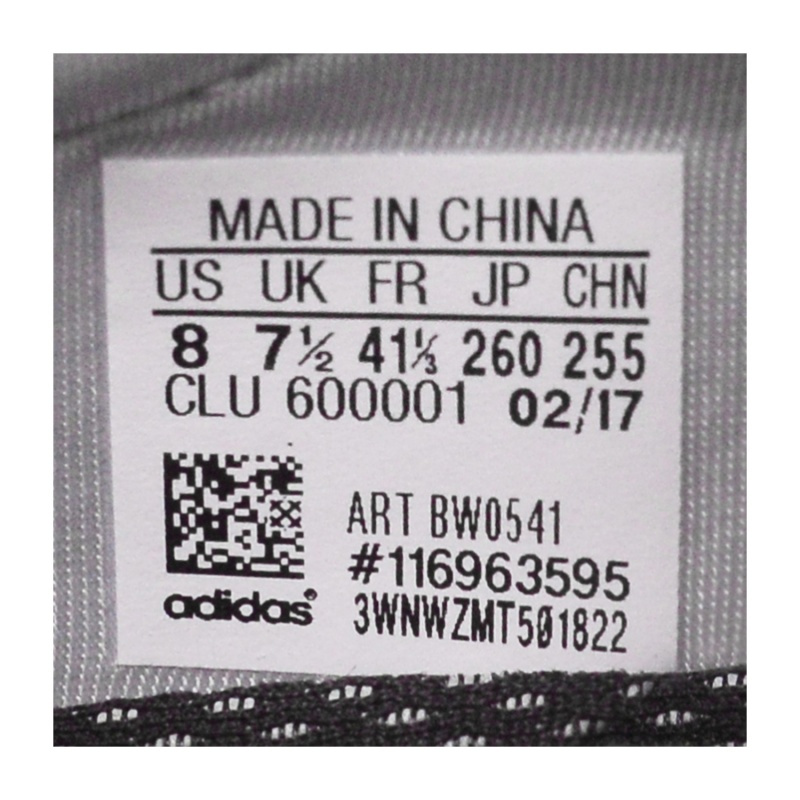 MADE IN CHINA
US UK FR JP CHN
8 7½ 41⅓ 260 255
CLU 600001 02/17
ART BW0541
#116963595
adidas®
3WNWZMT501822